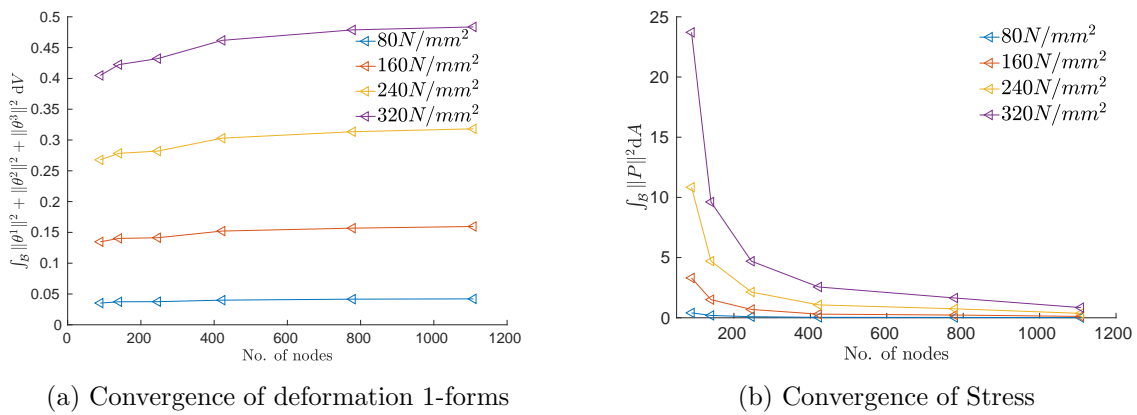 0.5
0.45
0.4
0.35
0.3
0.25
0.2
0.15
0.1
0.05
0
∫_B ||θ¹||² + ||θ²||² + ||θ³||² dV
80N/mm²
160N/mm²
240N/mm²
320N/mm²
0 200 400 600 800 1000 1200
No. of nodes
(a) Convergence of deformation 1-forms
25
20
15
10
5
0
∫_B ||P||²dA
80N/mm²
160N/mm²
240N/mm²
320N/mm²
200 400 600 800 1000 1200
No. of nodes
(b) Convergence of Stress